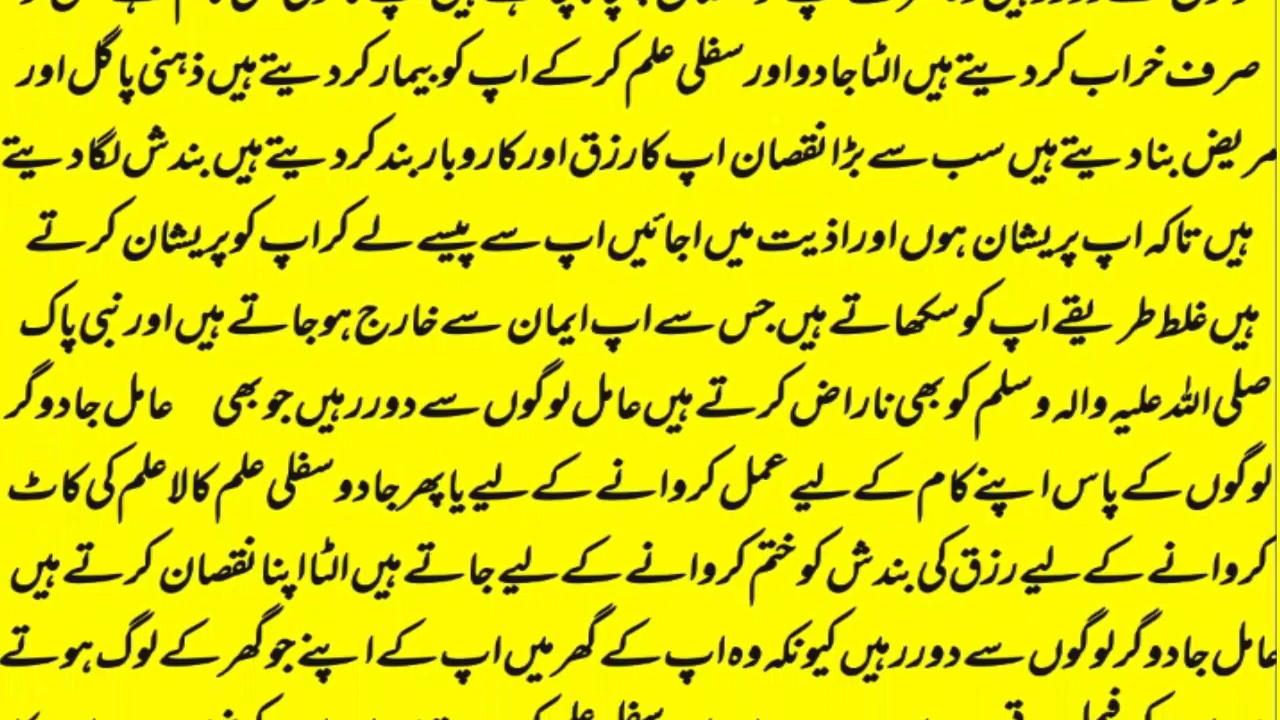 صرف خراب کر دیتے ہیں الٹا جادو اور سفلی علم کر کے اپ کو بیمار کر دیتے ہیں ذہنی پاگل اور
مریض بنا دیتے ہیں سب سے بڑا نقصان اپ کا رزق اور کاروبار بند کر دیتے ہیں بندش لگا دیتے
ہیں تاکہ اپ پریشان ہوں اور اذیت میں اجائیں اپ سے پیسے لے کر اپ کو پریشان کرتے
ہیں غلط طریقے اپ کو سکھاتے ہیں جس سے اپ ایمان سے خارج ہو جاتے ہیں اور نبی پاک
صلی اللہ علیہ والہ وسلم کو بھی ناراض کرتے ہیں عامل لوگوں سے دور رہیں جو بھی عامل جادوگر
لوگوں کے پاس اپنے کام کے لیے عمل کروانے کے لیے یا پھر جادو سفلی علم کالا علم کی کاٹ
کروانے کے لیے رزق کی بندش کو ختم کروانے کے لیے جاتے ہیں الٹا اپنا نقصان کرتے ہیں
عامل جادوگر لوگوں سے دور رہیں کیونکہ وہ اپ کے گھر میں اپ کے اپنے جو گھر کے لوگ ہوتے